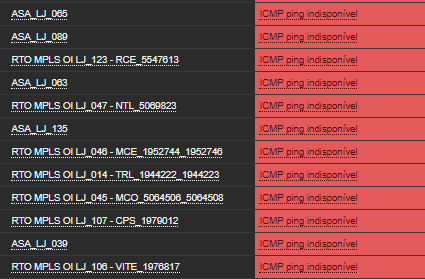 ASA_LJ_065 ICMP ping indisponível
ASA_LJ_089 ICMP ping indisponível
RTO MPLS OI LJ_123 - RCE_5547613 ICMP ping indisponível
ASA_LJ_063 ICMP ping indisponível
RTO MPLS OI LJ_047 - NTL_5069823 ICMP ping indisponível
ASA_LJ_135 ICMP ping indisponível
RTO MPLS OI LJ_046 - MCE_1952744_1952746 ICMP ping indisponível
RTO MPLS OI LJ_014 - TRL_1944222_1944223 ICMP ping indisponível
RTO MPLS OI LJ_045 - MCO_5064506_5064508 ICMP ping indisponível
RTO MPLS OI LJ_107 - CPS_1979012 ICMP ping indisponível
ASA_LJ_039 ICMP ping indisponível
RTO MPLS OI LJ_106 - VITE_1976817 ICMP ping indisponível